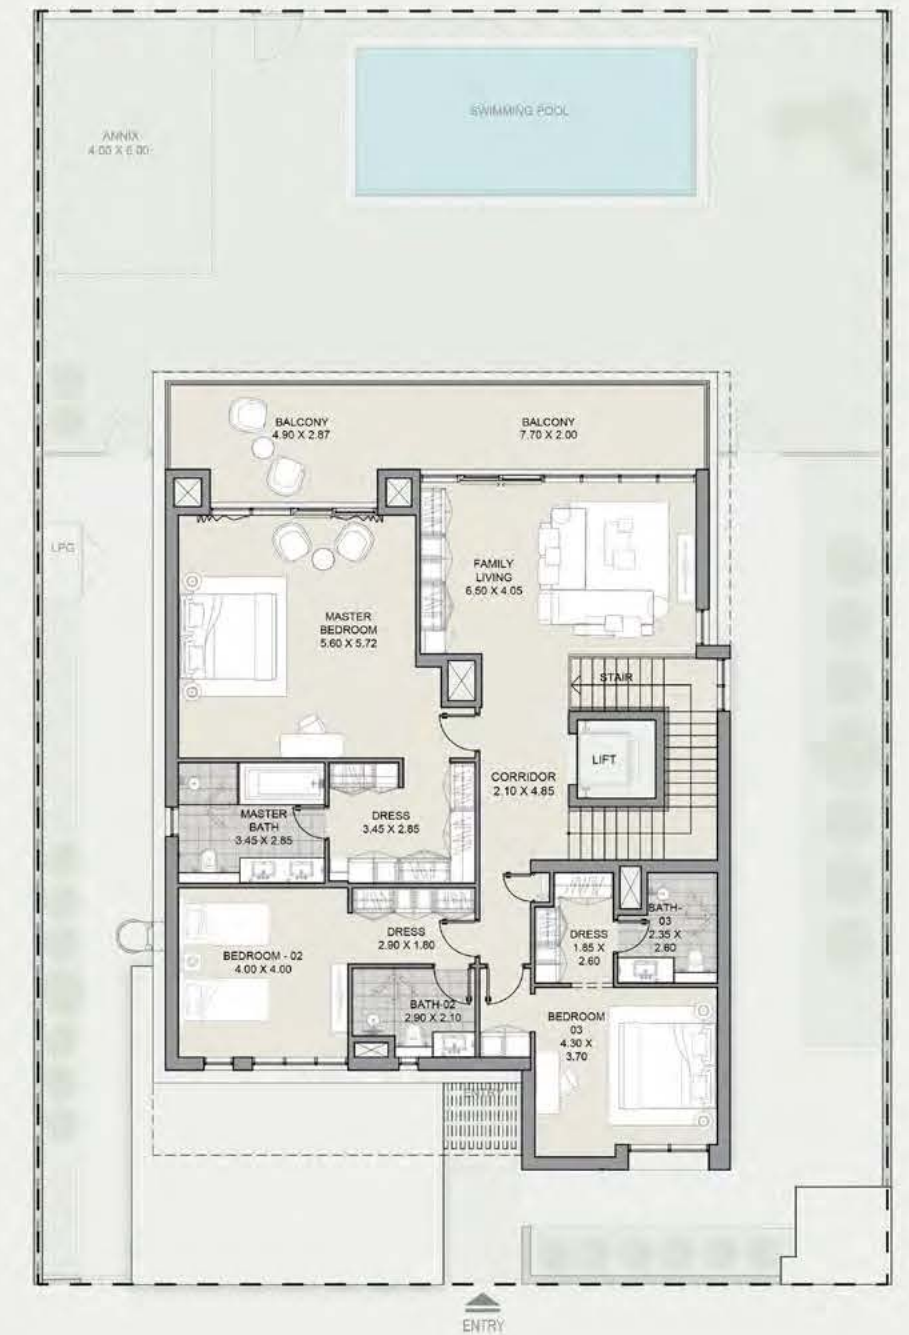 SWIMMING POOL
ANNIX
4.00 X 6.00
BALCONY
4.90 X 2.87
BALCONY
7.70 X 2.00
LPG
FAMILY
LIVING
6.50 X 4.05
MASTER
BEDROOM
5.60 X 5.72
STAIR
LIFT
CORRIDOR
2.10 X 4.85
MASTER
BATH
3.45 X 2.85
DRESS
3.45 X 2.85
BATH-
03
2.35 X
2.60
DRESS
1.85 X
2.60
DRESS
2.90 X 1.80
BEDROOM - 02
4.00 X 4.00
BATH-02
2.90 X 2.10
BEDROOM
03
4.30 X
3.70
ENTRY
ENTRY